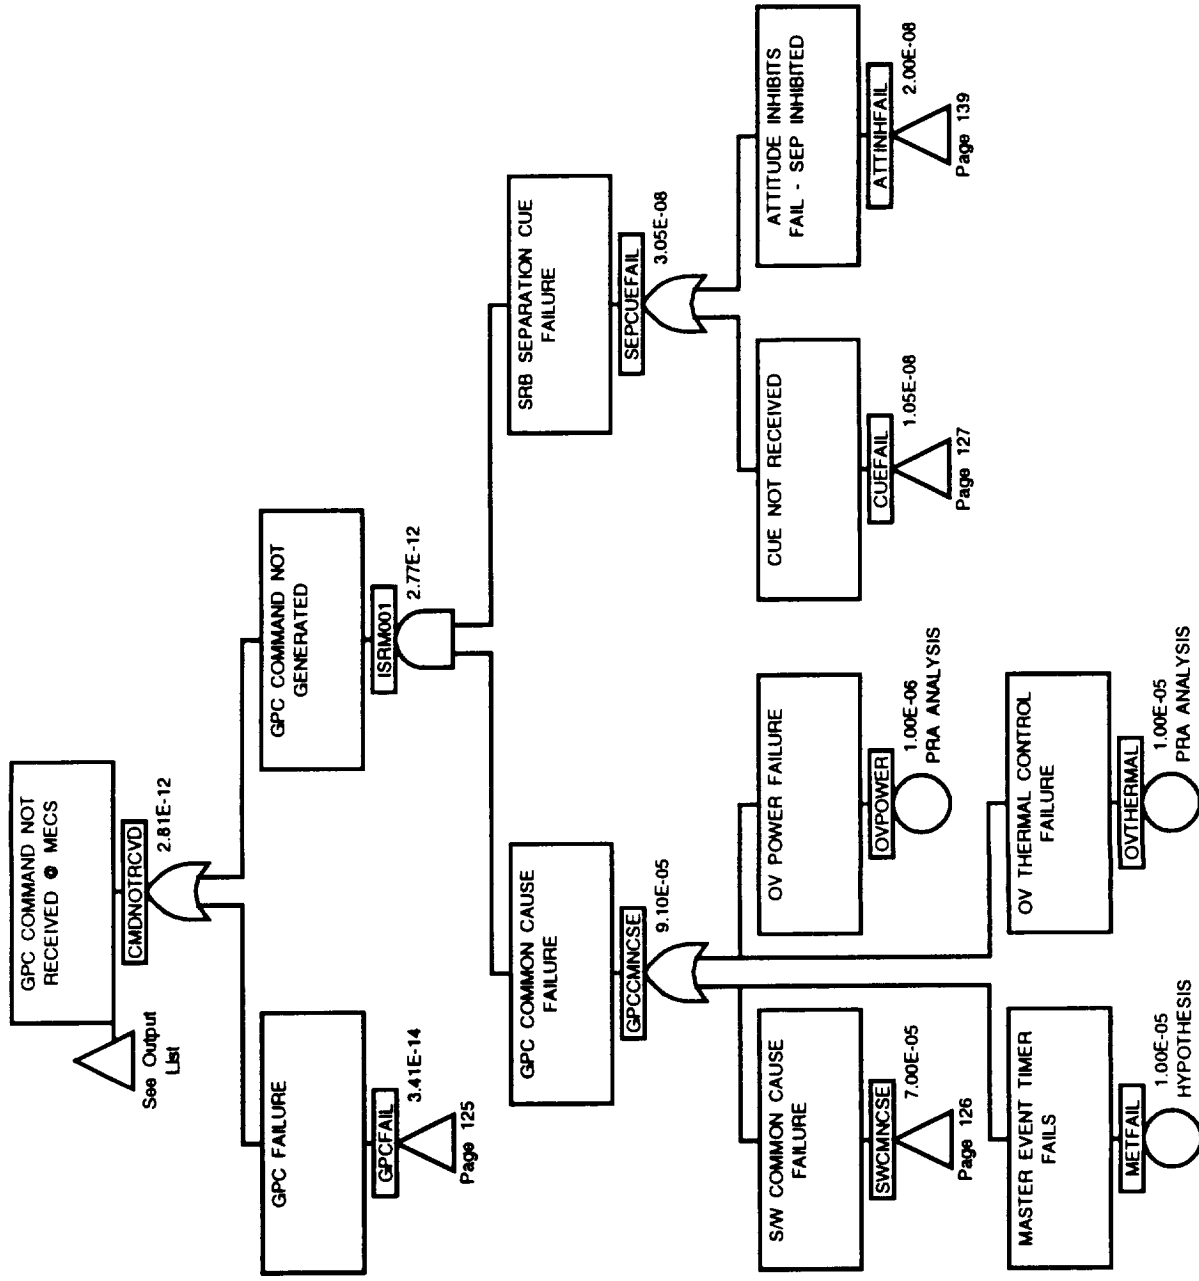 GPC COMMAND NOT
RECEIVED @ MECS
CMDNOTRCVD
2.81E-12
See Output
List
GPC FAILURE
GPCFAIL
3.41E-14
Page 125
GPC COMMAND NOT
GENERATED
ISRM001
2.77E-12
GPC COMMON CAUSE
FAILURE
GPCCMNCSE
9.10E-05
SRB SEPARATION CUE
FAILURE
SEPCUEFAIL
3.05E-08
S/W COMMON CAUSE
FAILURE
SWCMNCSE
7.00E-05
Page 126
OV POWER FAILURE
OVPOWER
1.00E-06
PRA ANALYSIS
CUE NOT RECEIVED
CUEFAIL
1.05E-08
Page 127
ATTITUDE INHIBITS
FAIL - SEP INHIBITED
ATTINHFAIL
2.00E-08
Page 139
MASTER EVENT TIMER
FAILS
METFAIL
1.00E-05
HYPOTHESIS
OV THERMAL CONTROL
FAILURE
OVTHERMAL
1.00E-05
PRA ANALYSIS